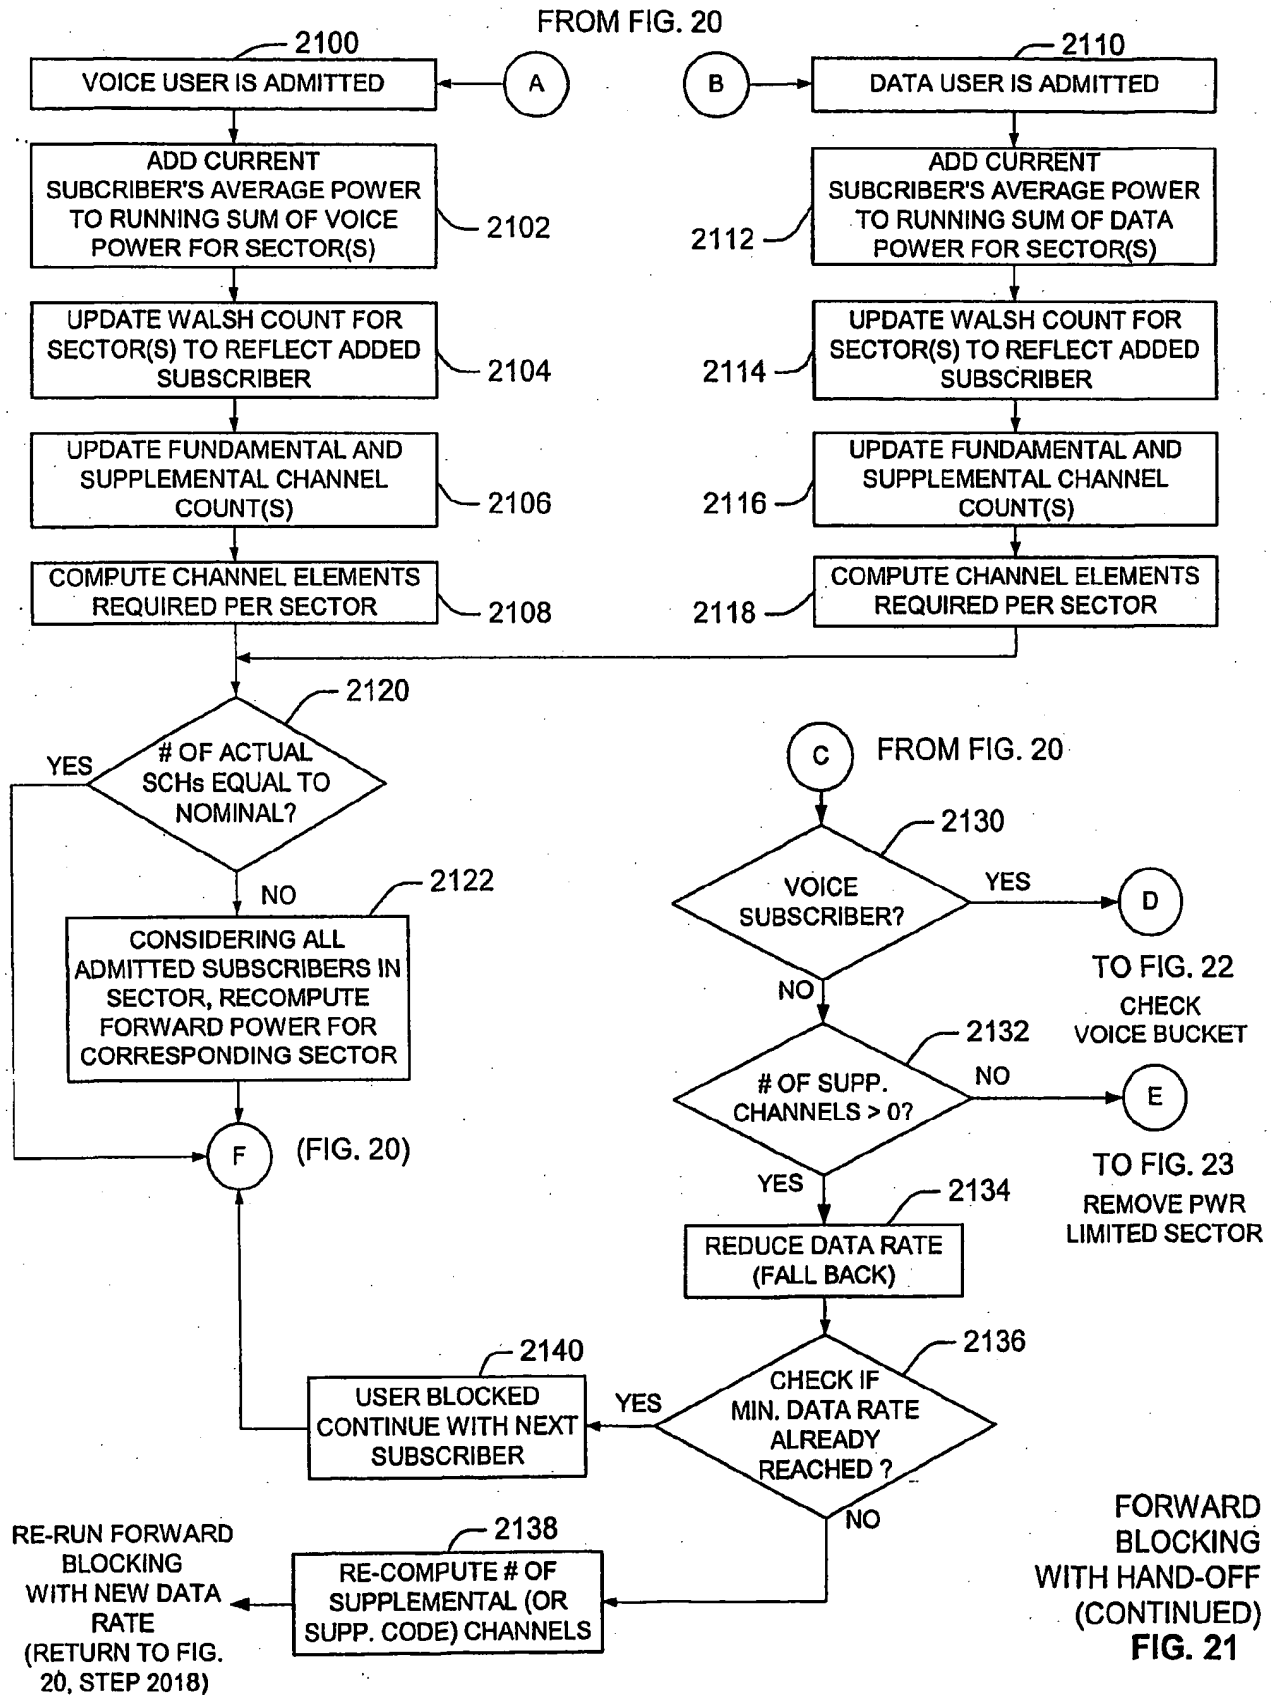 FROM FIG. 20
2100
VOICE USER IS ADMITTED
A
B
2110
DATA USER IS ADMITTED
ADD CURRENT
SUBCRIBER'S AVERAGE POWER
TO RUNNING SUM OF VOICE
POWER FOR SECTOR(S)
2102
ADD CURRENT
SUBCRIBER'S AVERAGE POWER
TO RUNNING SUM OF DATA
POWER FOR SECTOR(S)
2112
UPDATE WALSH COUNT FOR
SECTOR(S) TO REFLECT ADDED
SUBSCRIBER
2104
UPDATE WALSH COUNT FOR
SECTOR(S) TO REFLECT ADDED
SUBSCRIBER
2114
UPDATE FUNDAMENTAL AND
SUPPLEMENTAL CHANNEL
COUNT(S)
2106
UPDATE FUNDAMENTAL AND
SUPPLEMENTAL CHANNEL
COUNT(S)
2116
COMPUTE CHANNEL ELEMENTS
REQUIRED PER SECTOR
2108
COMPUTE CHANNEL ELEMENTS
REQUIRED PER SECTOR
2118
2120
# OF ACTUAL
SCHs EQUAL TO
NOMINAL?
YES
NO
2122
CONSIDERING ALL
ADMITTED SUBSCRIBERS IN
SECTOR, RECOMPUTE
FORWARD POWER FOR
CORRESPONDING SECTOR
F
(FIG. 20)
C
FROM FIG. 20
2130
VOICE
SUBSCRIBER?
YES
D
TO FIG. 22
CHECK
VOICE BUCKET
NO
2132
# OF SUPP.
CHANNELS > 0?
NO
E
TO FIG. 23
REMOVE PWR
LIMITED SECTOR
YES
2134
REDUCE DATA RATE
(FALL BACK)
2136
CHECK IF
MIN. DATA RATE
ALREADY
REACHED ?
YES
2140
USER BLOCKED
CONTINUE WITH NEXT
SUBSCRIBER
NO
2138
RE-COMPUTE # OF
SUPPLEMENTAL (OR
SUPP. CODE) CHANNELS
RE-RUN FORWARD
BLOCKING
WITH NEW DATA
RATE
(RETURN TO FIG.
20, STEP 2018)
FORWARD
BLOCKING
WITH HAND-OFF
(CONTINUED)
FIG. 21